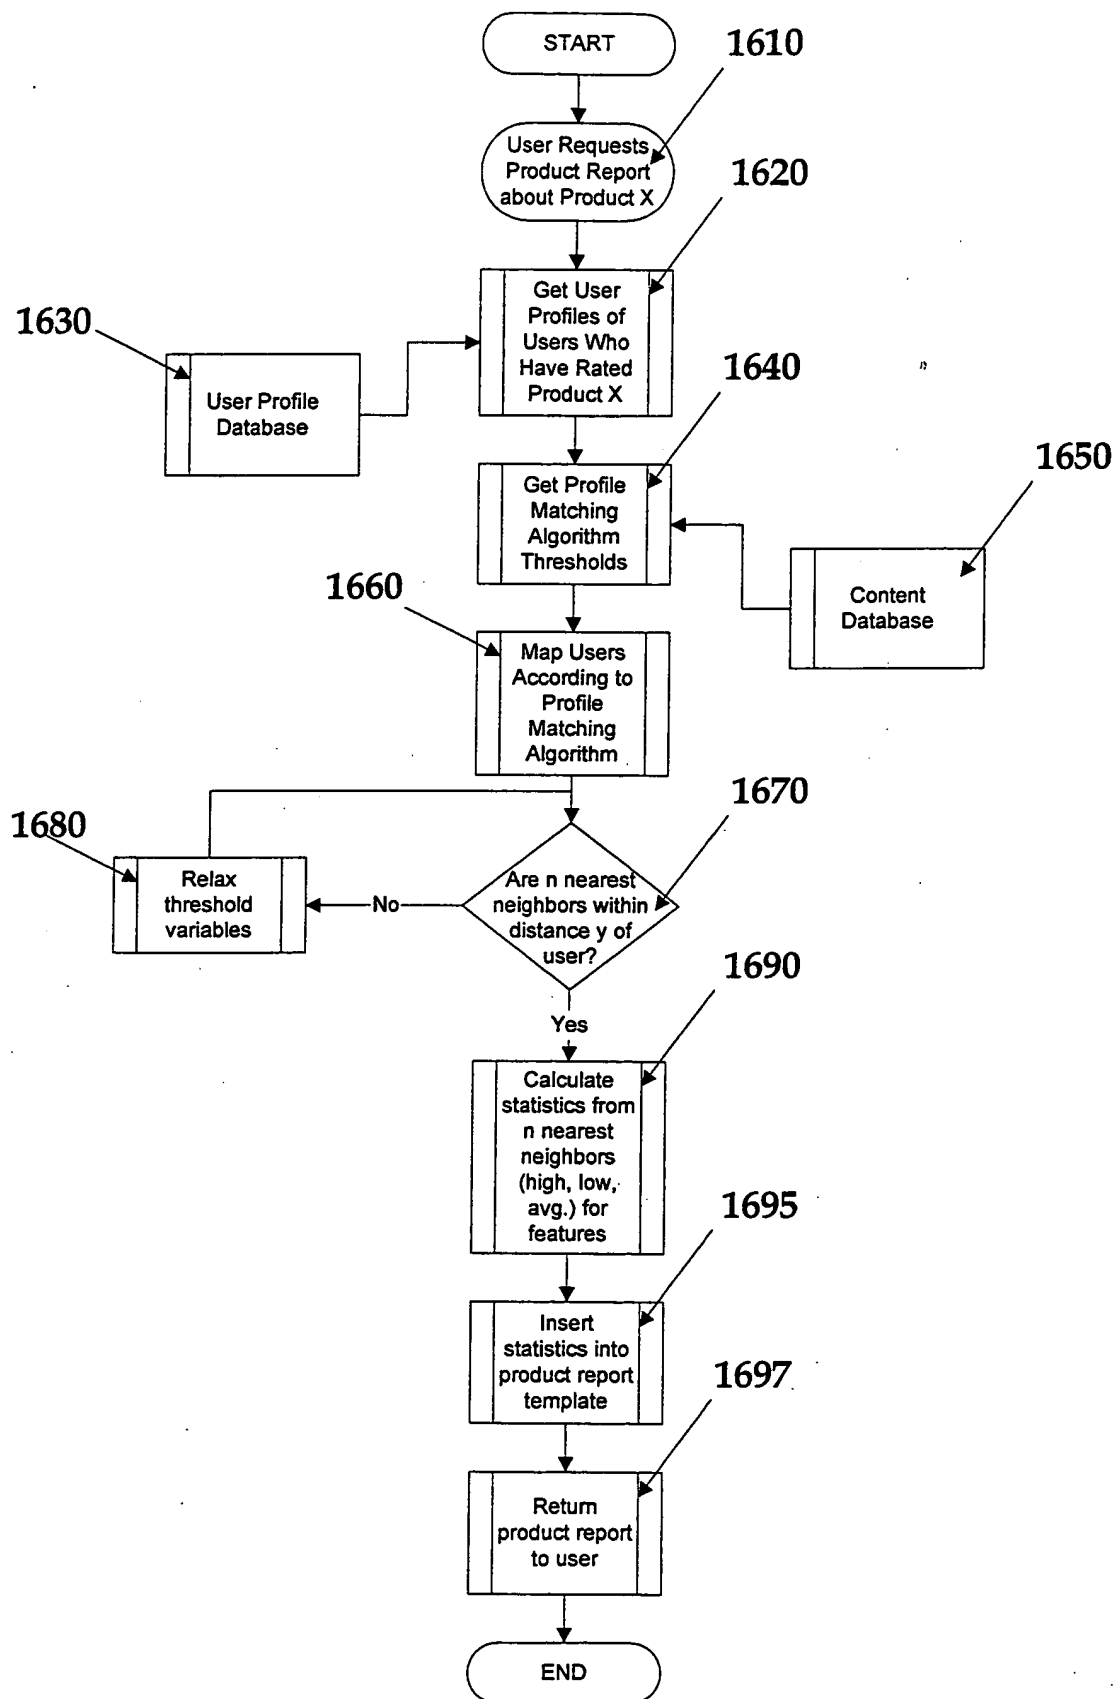 START
1610
User Requests
Product Report
about Product X
1620
Get User
Profiles of
Users Who
Have Rated
Product X
1630
User Profile
Database
1640
Get Profile
Matching
Algorithm
Thresholds
1650
Content
Database
1660
Map Users
According to
Profile
Matching
Algorithm
1670
Are n nearest
neighbors within
distance y of
user?
1680
Relax
threshold
variables
No
Yes
1690
Calculate
statistics from
n nearest
neighbors
(high, low,
avg.) for
features
1695
Insert
statistics into
product report
template
1697
Return
product report
to user
END